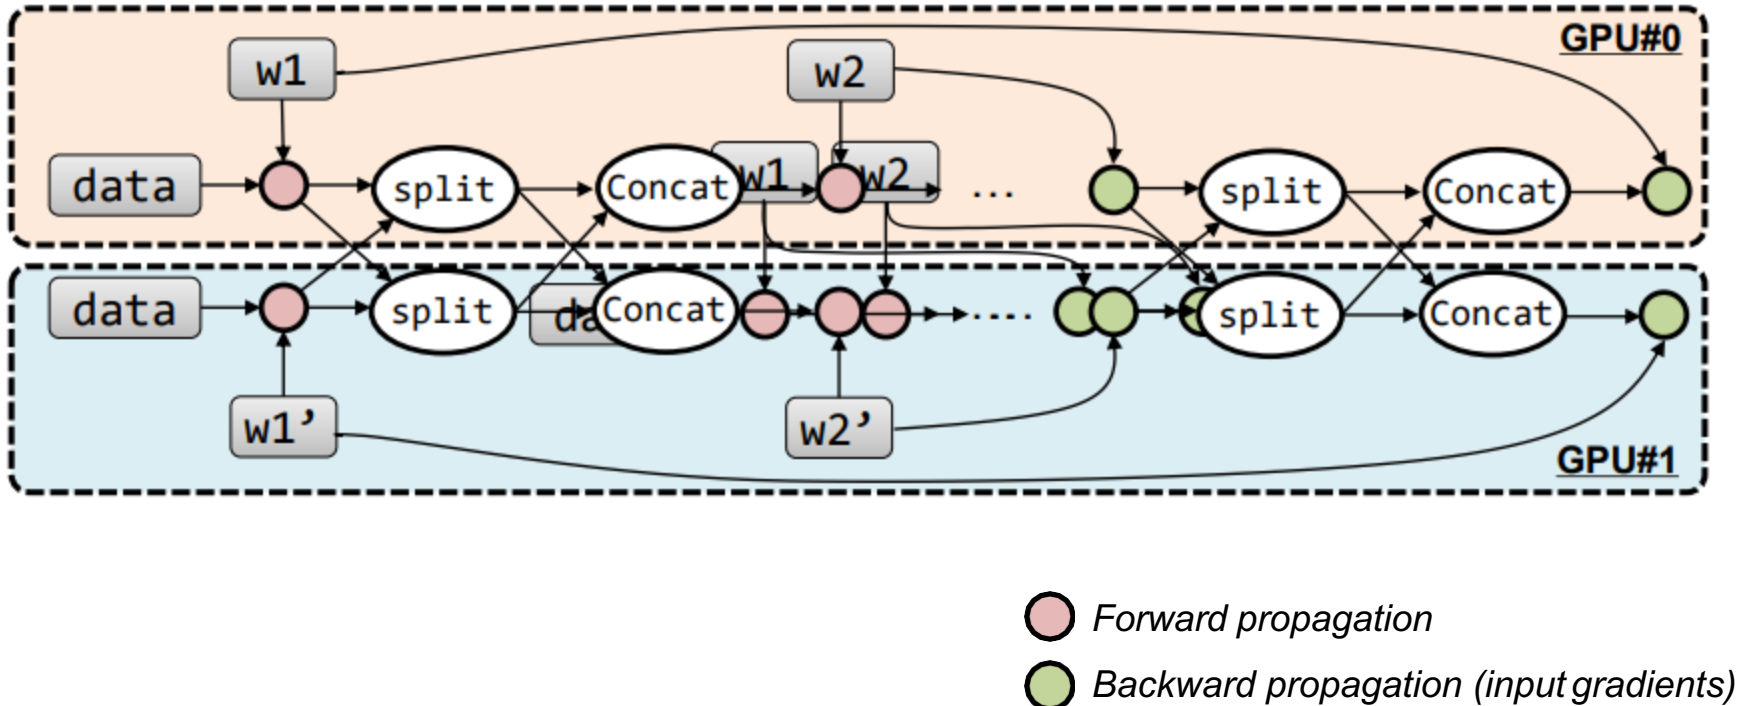 GPU#0
w1
w2
data
split
Concat
w1
w2
...
split
Concat
data
split
da
Concat
....
split
Concat
w1’
w2’
GPU#1
Forward propagation
Backward propagation (input gradients)